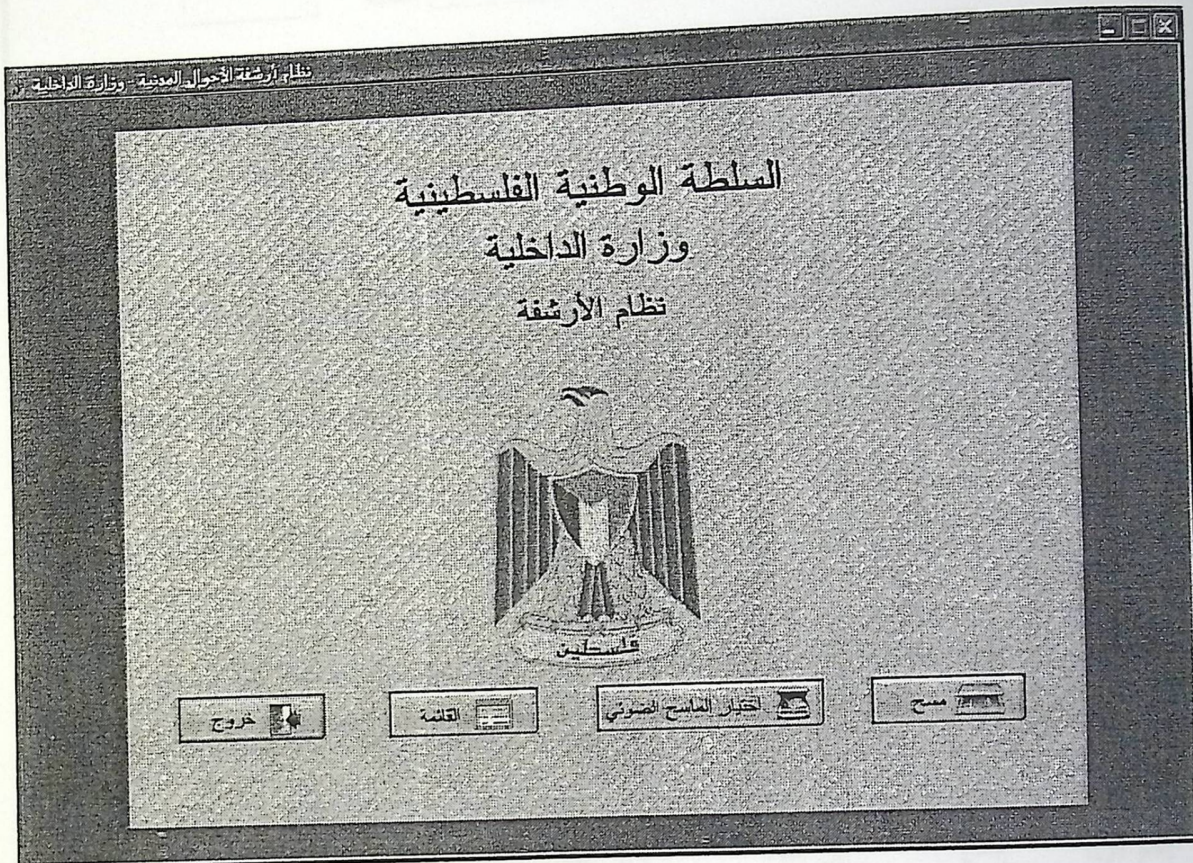 نظام أرشفة الأحوال المدنية - وزارة الداخلية
السلطة الوطنية الفلسطينية
وزارة الداخلية
نظام الأرشفة
فلسطين
مسح
اختيار الماسح الضوئي
القائمة
خروج